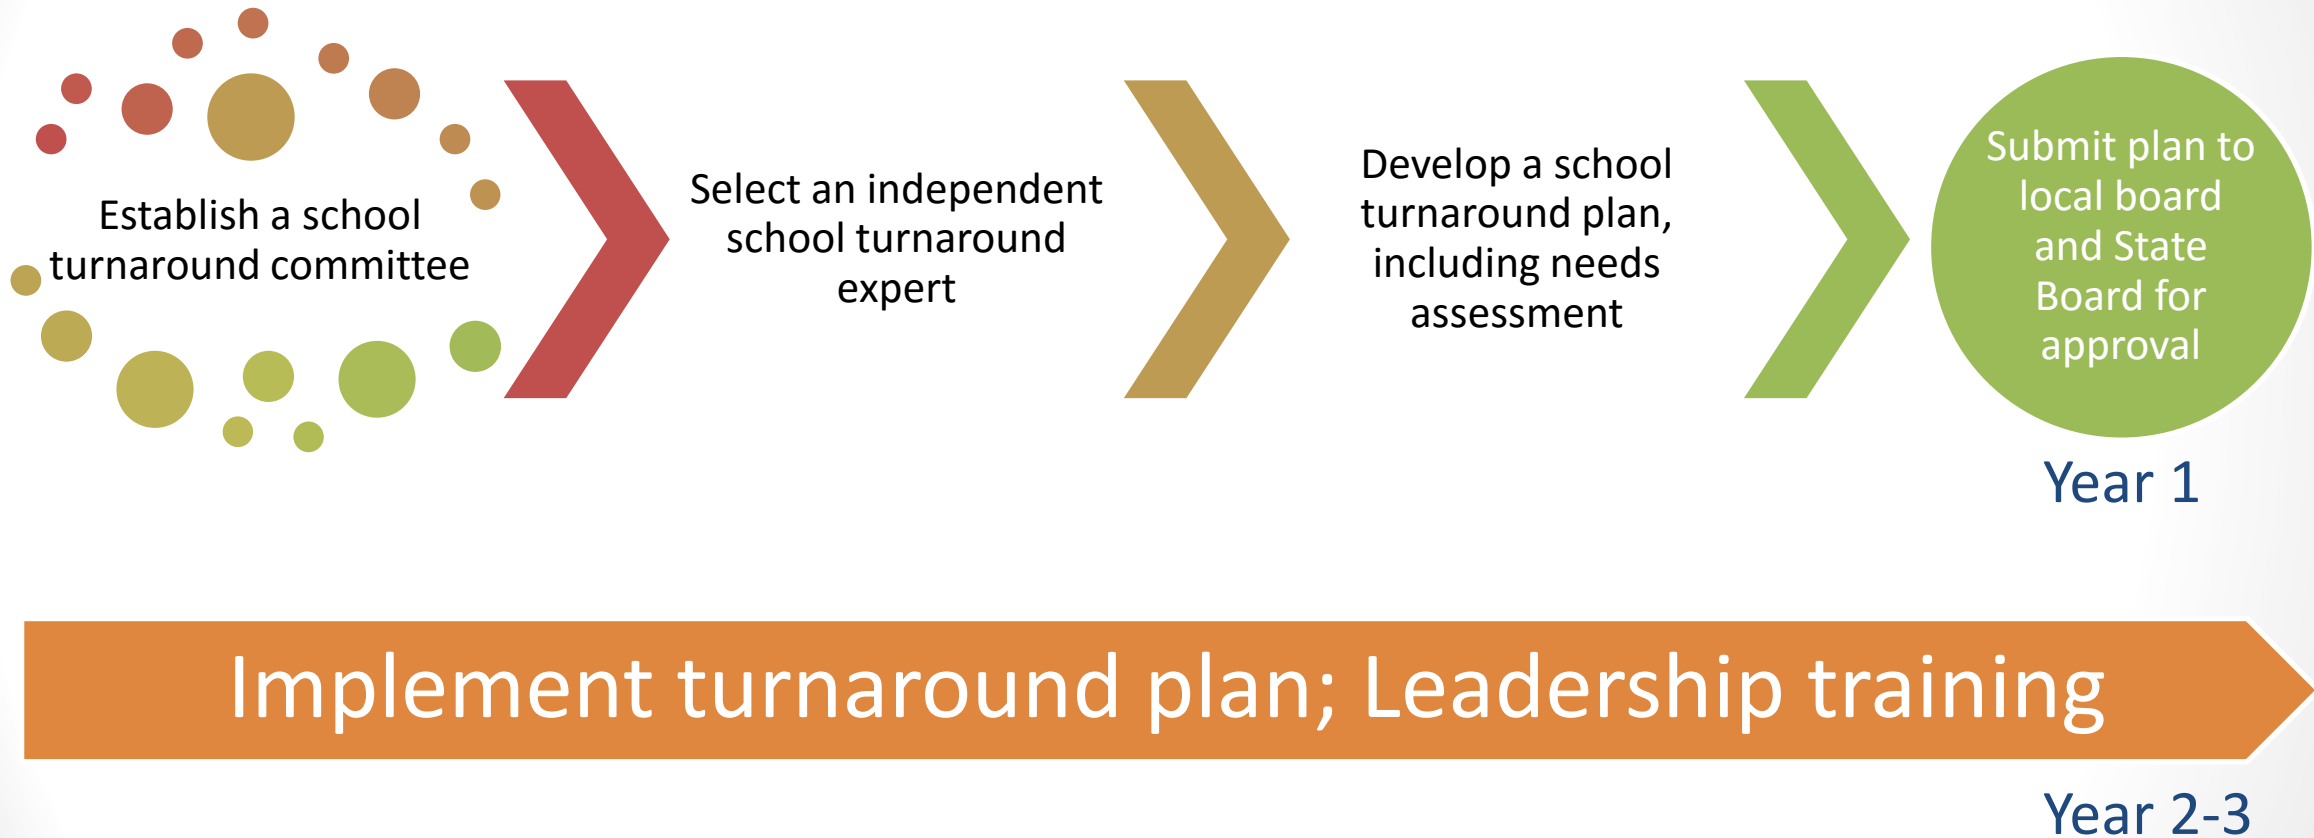 Establish a school
turnaround committee
Select an independent
school turnaround
expert
Develop a school
turnaround plan,
including needs
assessment
Submit plan to
local board
and State
Board for
approval
Year 1
Implement turnaround plan; Leadership training
Year 2-3